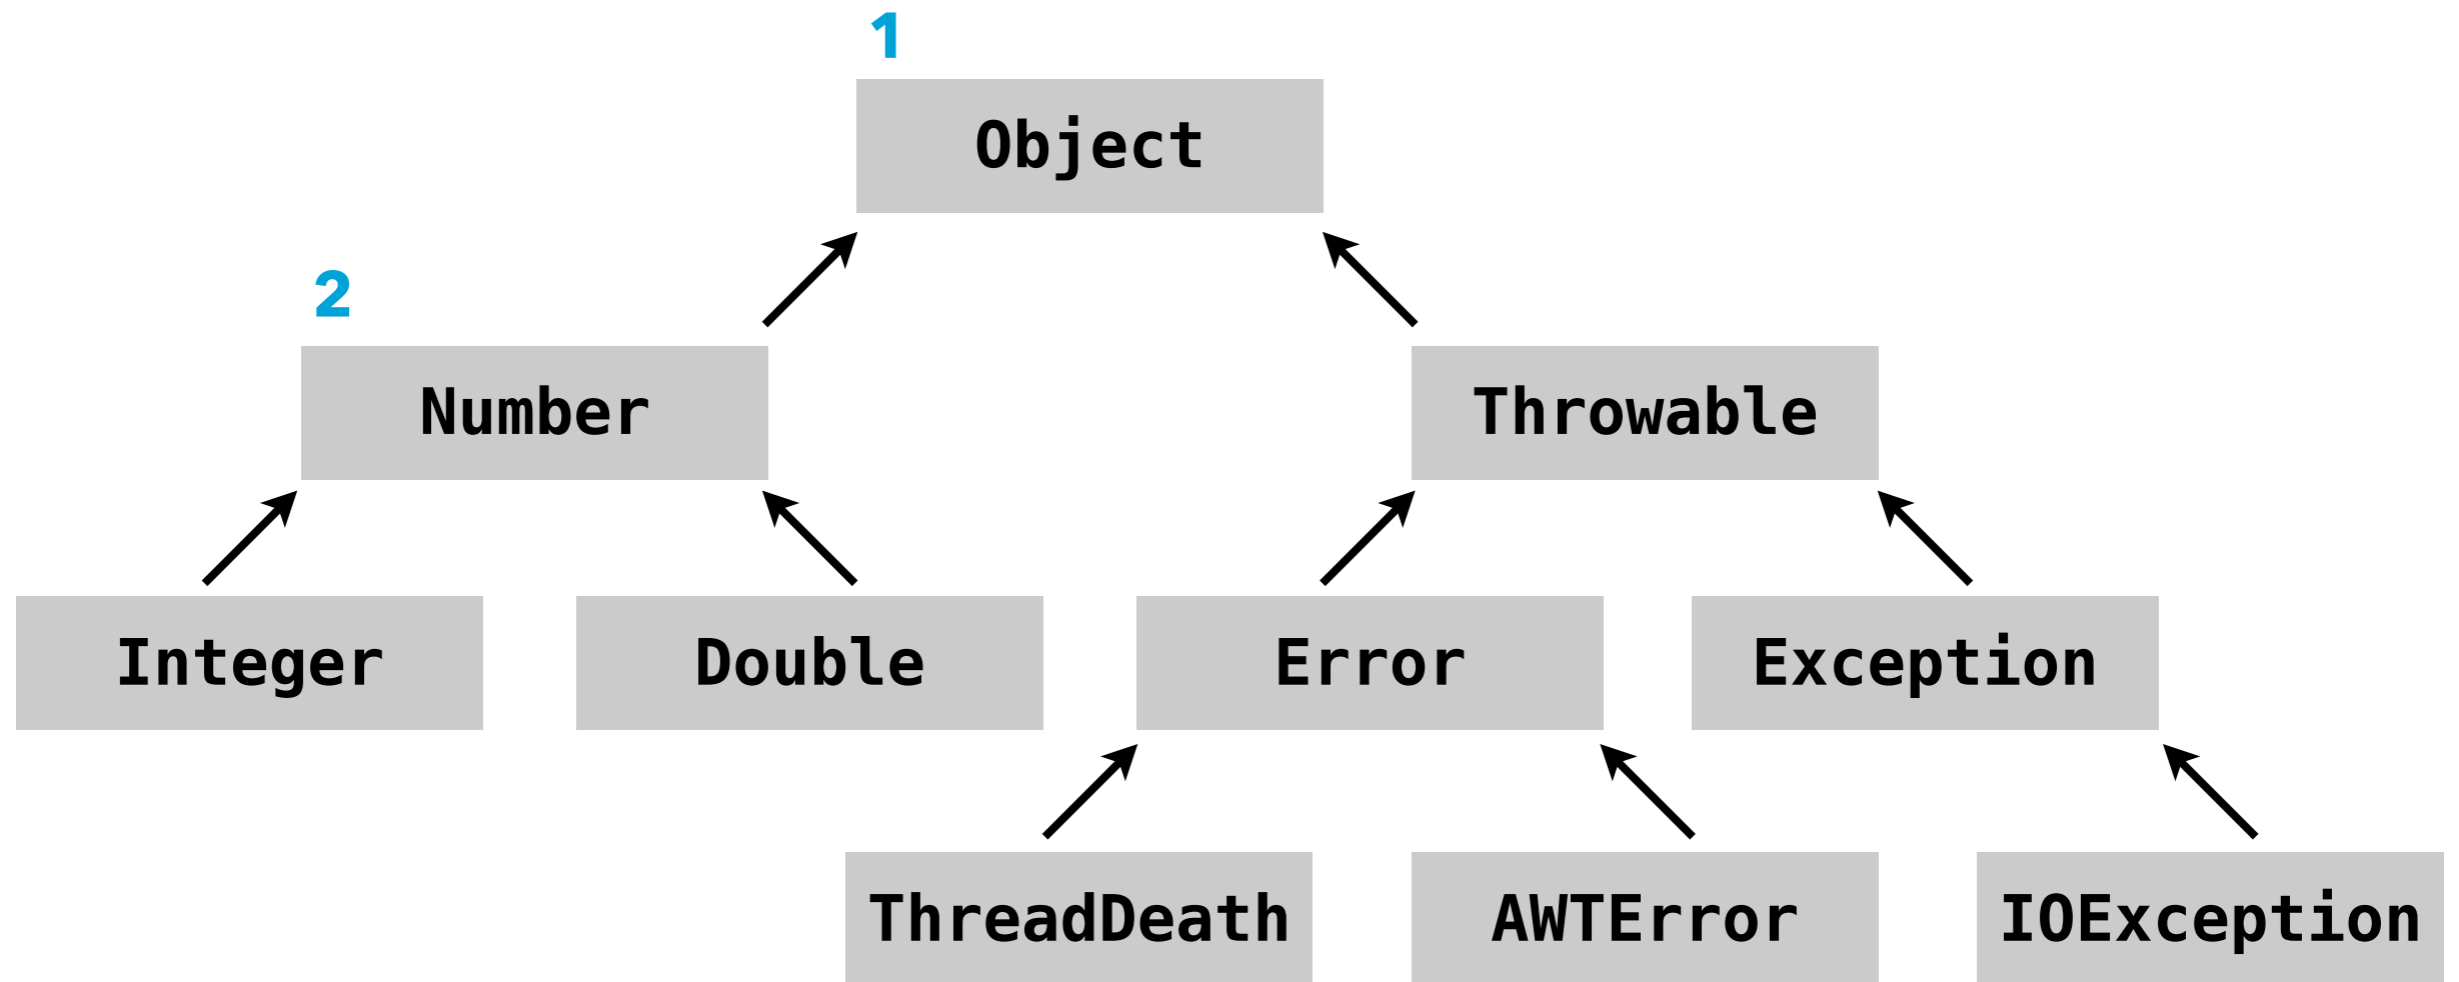 1
Object
2
Number
Throwable
Integer
Double
Error
Exception
ThreadDeath
AWTError
IOException